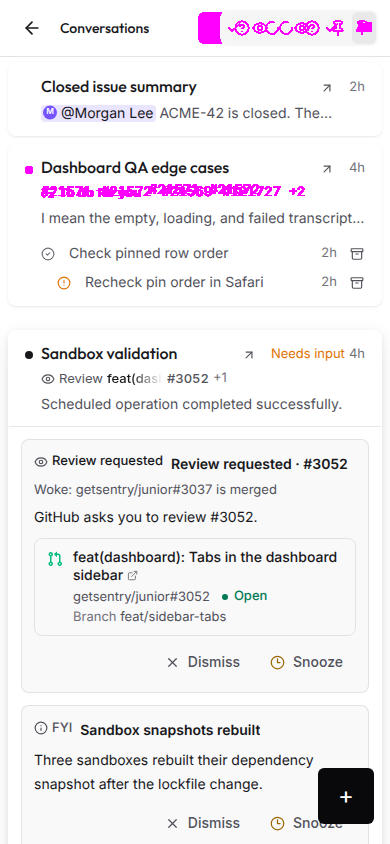 Conversations
Closed issue summary 2h
M @Morgan Lee ACME-42 is closed. The…
Dashboard QA edge cases 4h
+2
I mean the empty, loading, and failed transcript…
Check pinned row order 2h
Recheck pin order in Safari 2h
Sandbox validation Needs input 4h
Review feat(das #3052 +1
Scheduled operation completed successfully.
Review requested Review requested · #3052
Woke: getsentry/junior#3037 is merged
GitHub asks you to review #3052.
feat(dashboard): Tabs in the dashboard
sidebar
getsentry/junior#3052 Open
Branch feat/sidebar-tabs
Dismiss Snooze
FYI Sandbox snapshots rebuilt
Three sandboxes rebuilt their dependency
snapshot after the lockfile change.
+
Dismiss Snooze